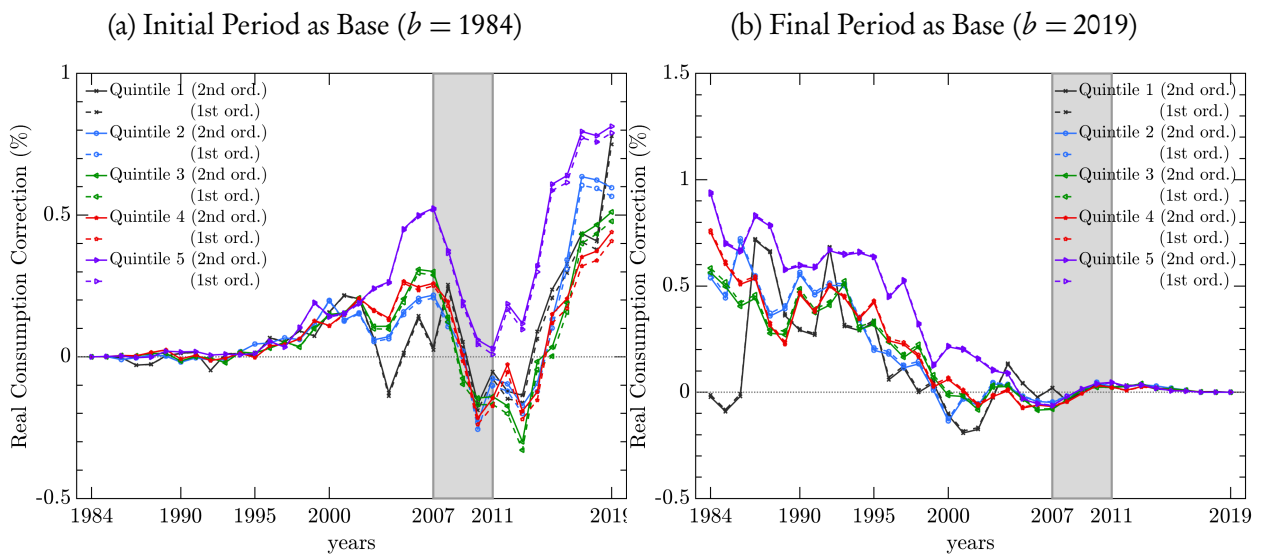 (a) Initial Period as Base (b = 1984)
1
0.5
0
-0.5
Real Consumption Correction (%)
Quintile 1 (2nd ord.)
(1st ord.)
Quintile 2 (2nd ord.)
(1st ord.)
Quintile 3 (2nd ord.)
(1st ord.)
Quintile 4 (2nd ord.)
(1st ord.)
Quintile 5 (2nd ord.)
(1st ord.)
1984 1990 1995 2000 2007 2011 2019
years
(b) Final Period as Base (b = 2019)
1.5
1
0.5
0
-0.5
Real Consumption Correction (%)
Quintile 1 (2nd ord.)
(1st ord.)
Quintile 2 (2nd ord.)
(1st ord.)
Quintile 3 (2nd ord.)
(1st ord.)
Quintile 4 (2nd ord.)
(1st ord.)
Quintile 5 (2nd ord.)
(1st ord.)
1984 1990 1995 2000 2007 2011 2019
years